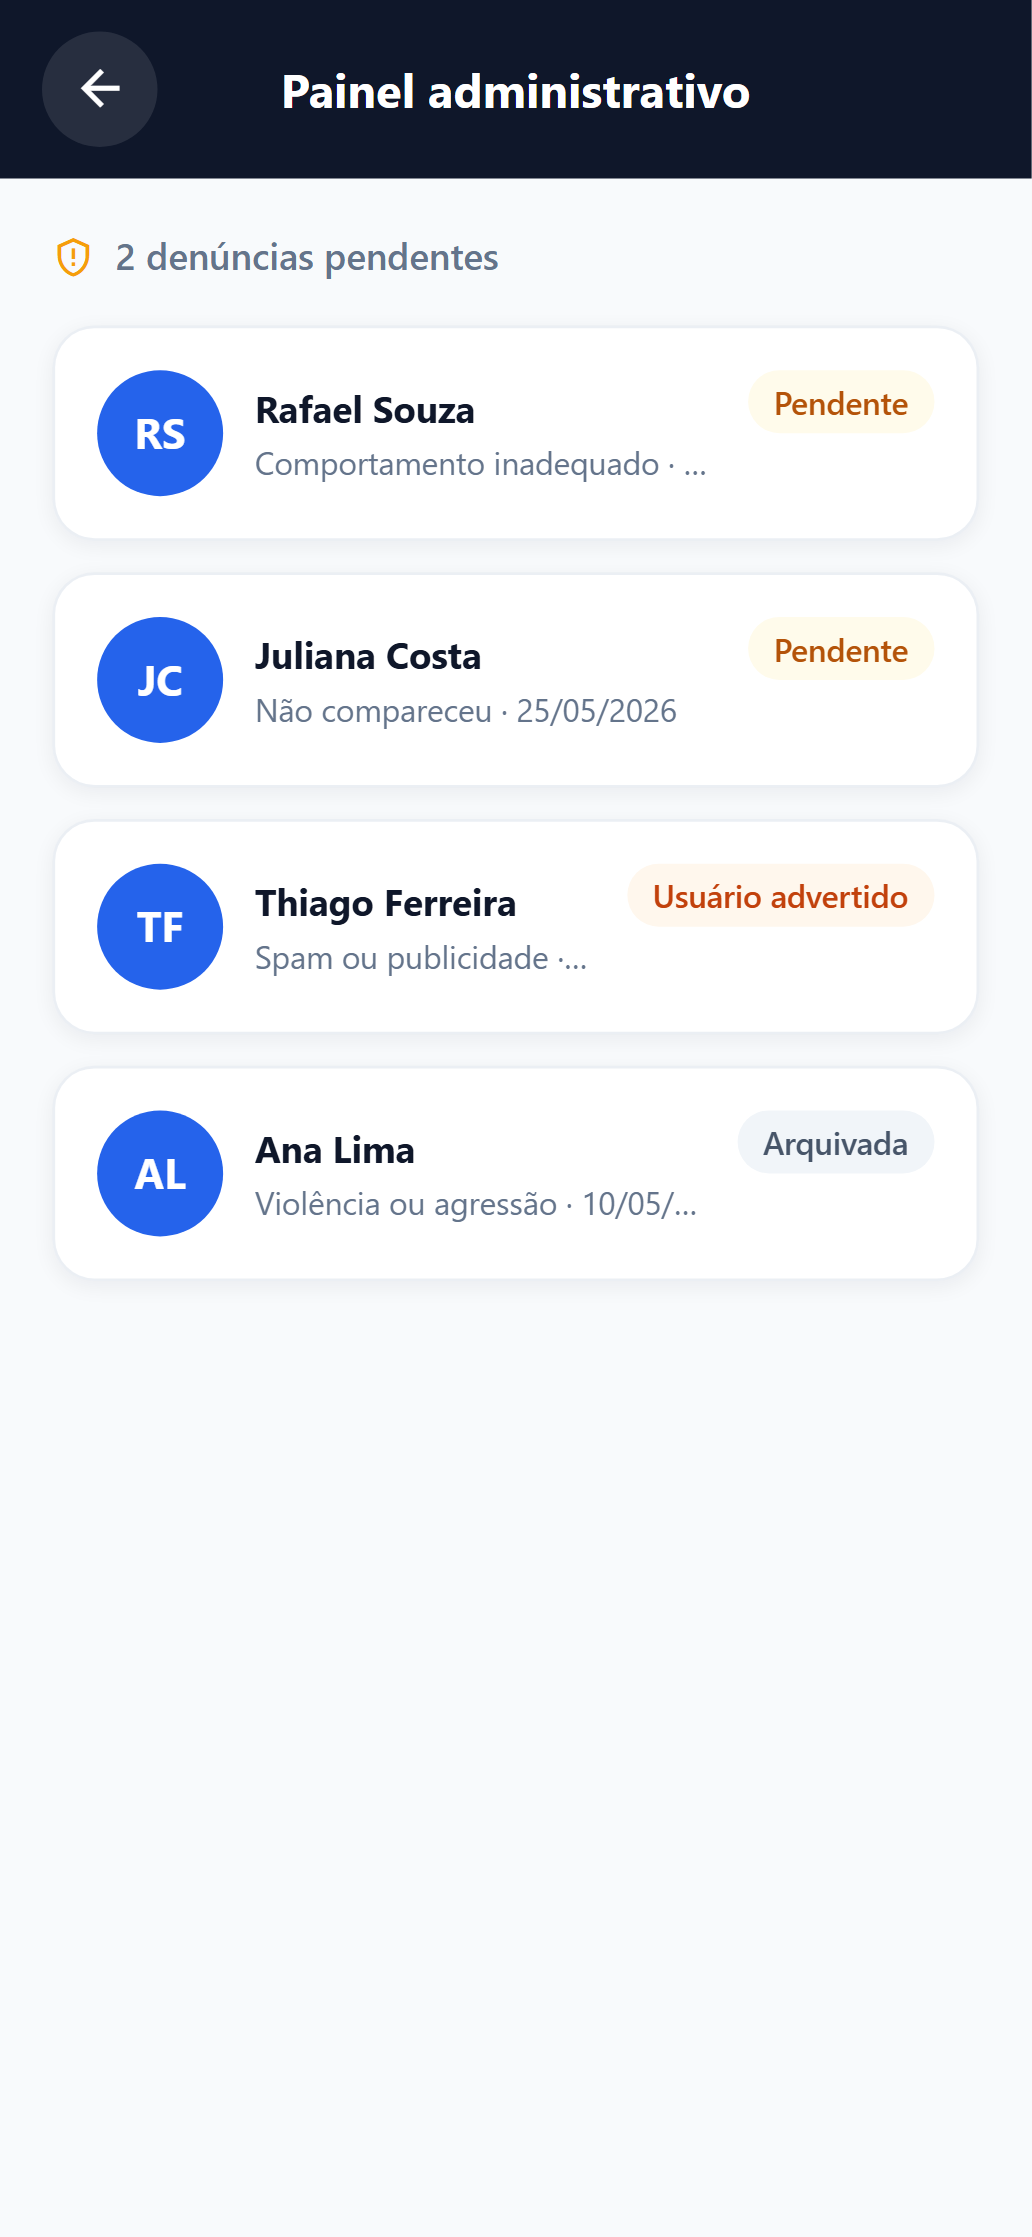 Painel administrativo
2 denúncias pendentes
RS
Rafael Souza
Pendente
Comportamento inadequado · ...
JC
Juliana Costa
Pendente
Não compareceu · 25/05/2026
TF
Thiago Ferreira
Usuário advertido
Spam ou publicidade ·...
AL
Ana Lima
Arquivada
Violência ou agressão · 10/05/...